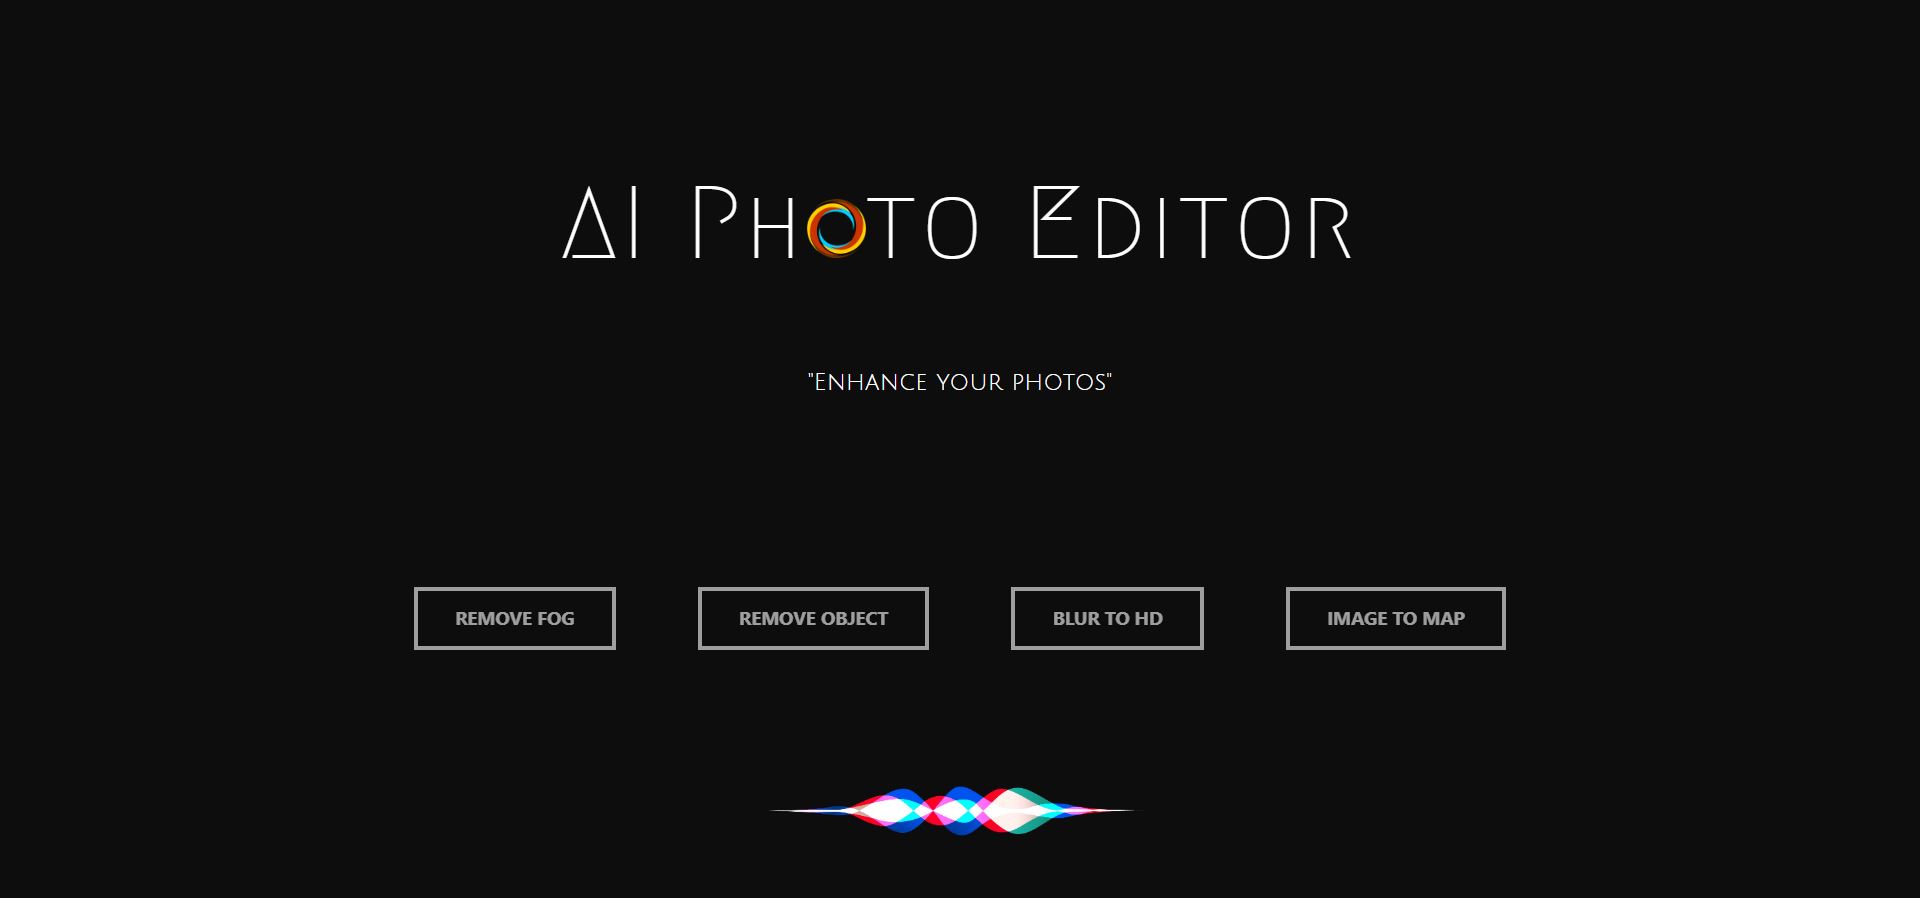 AI Photo Editor
"Enhance your photos"
REMOVE FOG
REMOVE OBJECT
BLUR TO HD
IMAGE TO MAP